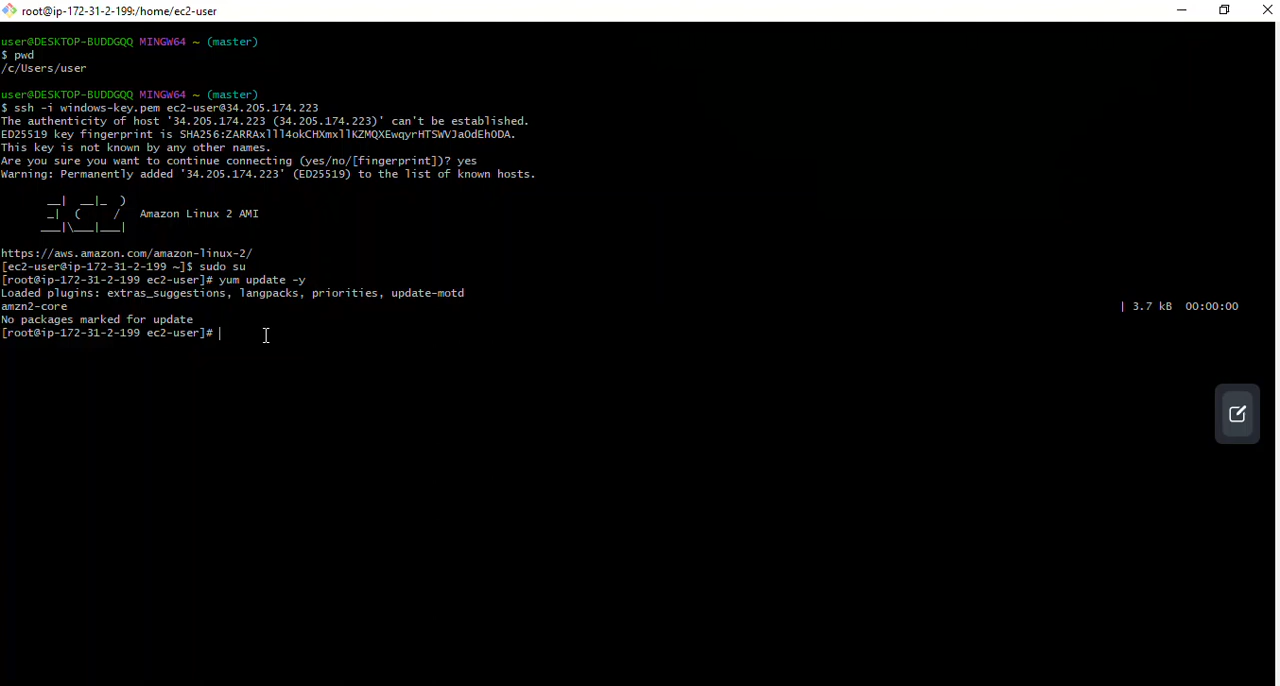 root@ip-172-31-2-199:/home/ec2-user
user@DESKTOP-BUDDGQQ MINGW64 ~ (master)
$ pwd
/c/Users/user
user@DESKTOP-BUDDGQQ MINGW64 ~ (master)
$ ssh -i windows-key.pem ec2-user@34.205.174.223
The authenticity of host '34.205.174.223 (34.205.174.223)' can't be established.
ED25519 key fingerprint is SHA256:ZARRAxlll4okCHXmxllKZMQXEwqyrHTSWVJaOdEhODA.
This key is not known by any other names.
Are you sure you want to continue connecting (yes/no/[fingerprint])? yes
Warning: Permanently added '34.205.174.223' (ED25519) to the list of known hosts.
__| __|_ )
_| ( / Amazon Linux 2 AMI
___|\___|___|
https://aws.amazon.com/amazon-linux-2/
[ec2-user@ip-172-31-2-199 ~]$ sudo su
[root@ip-172-31-2-199 ec2-user]# yum update -y
Loaded plugins: extras_suggestions, langpacks, priorities, update-motd
amzn2-core | 3.7 kB 00:00:00
No packages marked for update
[root@ip-172-31-2-199 ec2-user]#